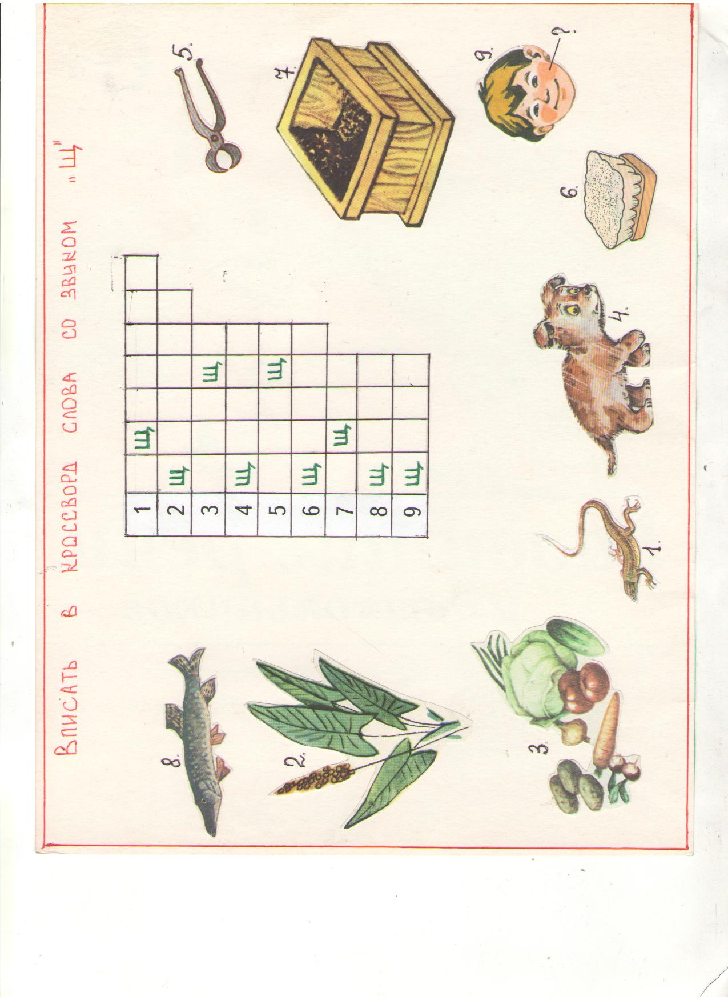 Вписать в кроссворд слова со звуком "Щ"
8.
5.
1 Щ
2 Щ
3 Щ
4 Щ
5 Щ
6 Щ
7 Щ
8 Щ
9 Щ
2.
7.
3.
1.
4.
6.
9.
?